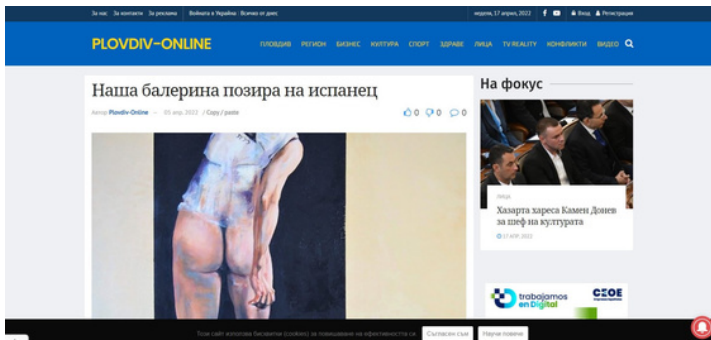 За нас За контакти За реклама Войната в Украйна : Всичко от днес
неделя, 17 април, 2022 Вход Регистрация
PLOVDIV-ONLINE
ПЛОВДИВ РЕГИОН БИЗНЕС КУЛТУРА СПОРТ ЗДРАВЕ ЛИЦА TV REALITY КОНФЛИКТИ ВИДЕО
Наша балерина позира на испанец
Автор Plovdiv-Online – 05 апр. 2022 / Copy / paste
0 0 0
На фокус
ЛИЦА
Хазарта хареса Камен Донев
за шеф на културата
17 АПР. 2022
trabajamos
en Digital
CEOE
Този сайт използва бисквитки (cookies) за повишаване на ефективността си.
Съгласен съм
Научи повече